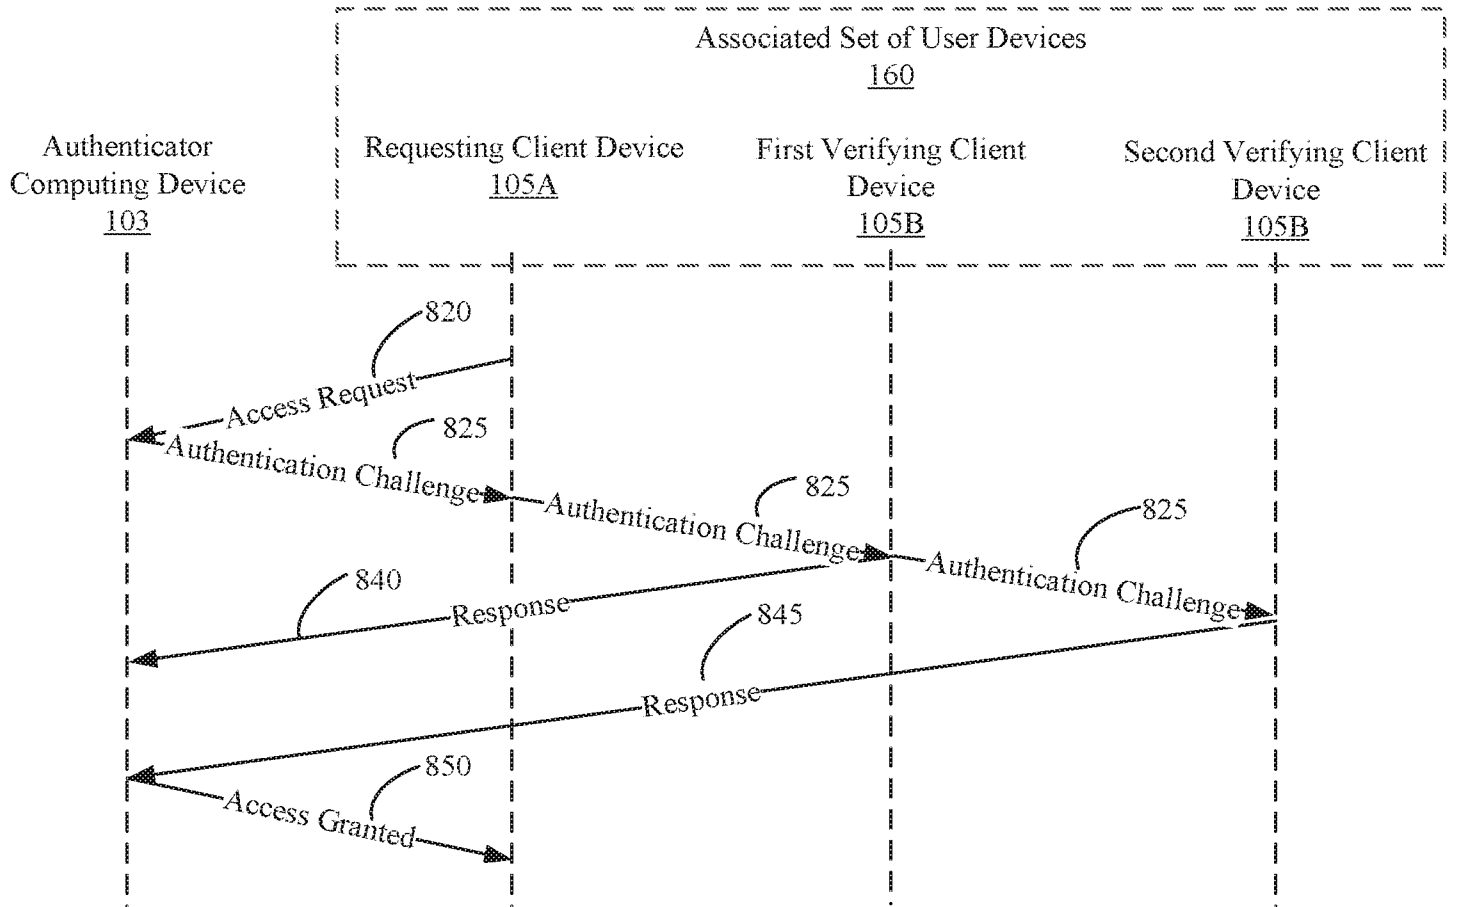 Associated Set of User Devices
160
Authenticator
Computing Device
103
Requesting Client Device
105A
First Verifying Client
Device
105B
Second Verifying Client
Device
105B
820
Access Request
825
Authentication Challenge
825
Authentication Challenge
825
Authentication Challenge
840
Response
845
Response
850
Access Granted